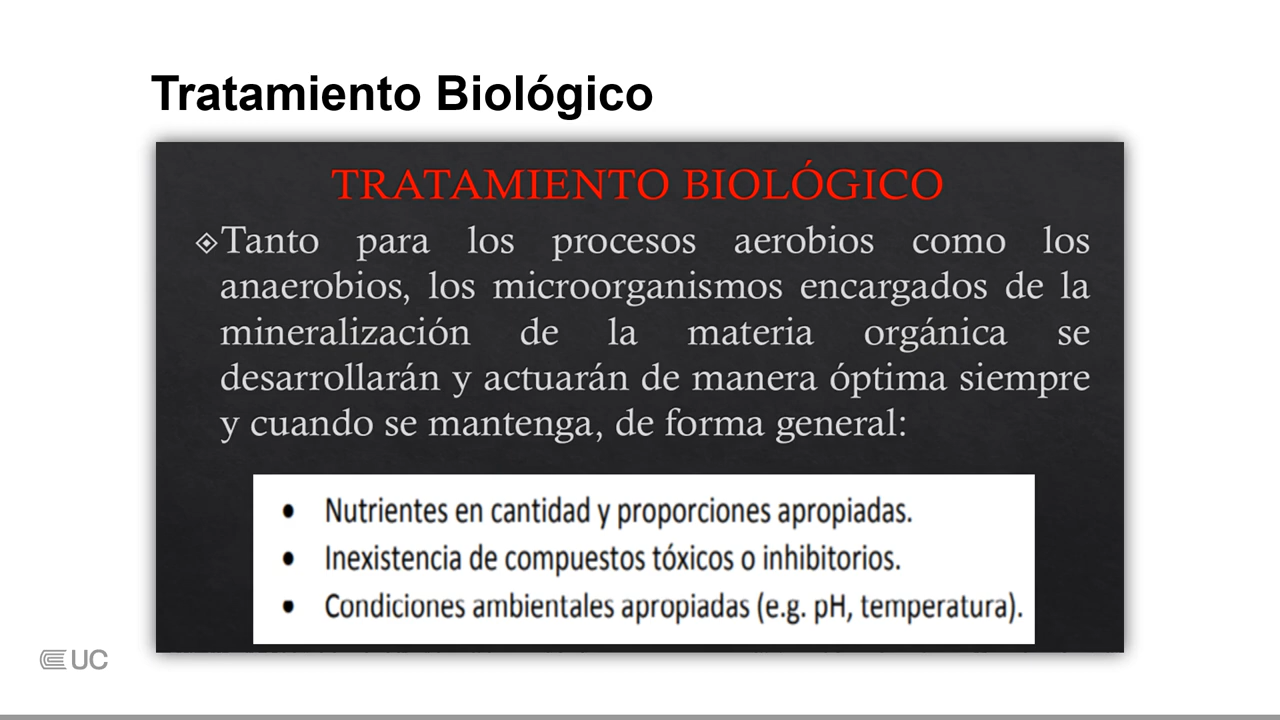 Tratamiento Biológico
TRATAMIENTO BIOLÓGICO
Tanto para los procesos aerobios como los
anaerobios, los microorganismos encargados de la
mineralización de la materia orgánica se
desarrollarán y actuarán de manera óptima siempre
y cuando se mantenga, de forma general:
• Nutrientes en cantidad y proporciones apropiadas.
• Inexistencia de compuestos tóxicos o inhibitorios.
• Condiciones ambientales apropiadas (e.g. pH, temperatura).
UC